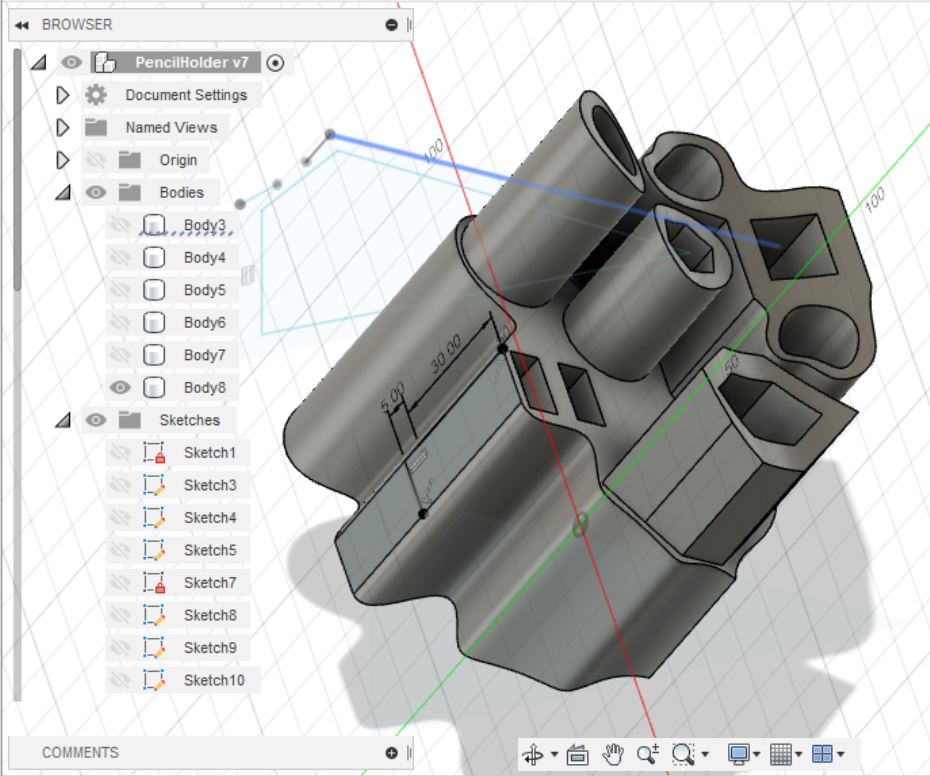 BROWSER
PencilHolder v7
Document Settings
Named Views
Origin
Bodies
Body3
Body4
Body5
Body6
Body7
Body8
Sketches
Sketch1
Sketch3
Sketch4
Sketch5
Sketch7
Sketch8
Sketch9
Sketch10
COMMENTS
100
100
50
30.00
5.00